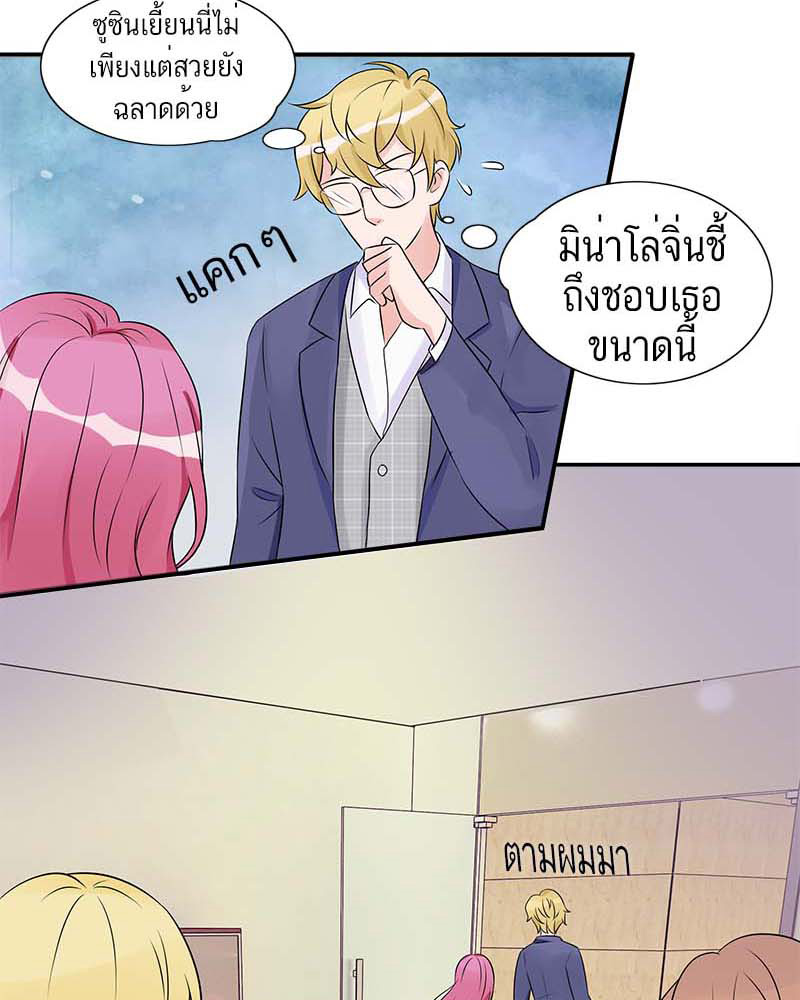 ซูซินเยี้ยนนี่ไม่
เพียงแต่สวยยัง
ฉลาดด้วย
แคกๆ
มิน่าโล่จิ่นชี้
ถึงชอบเธอ
ขนาดนี้
ตามผมมา